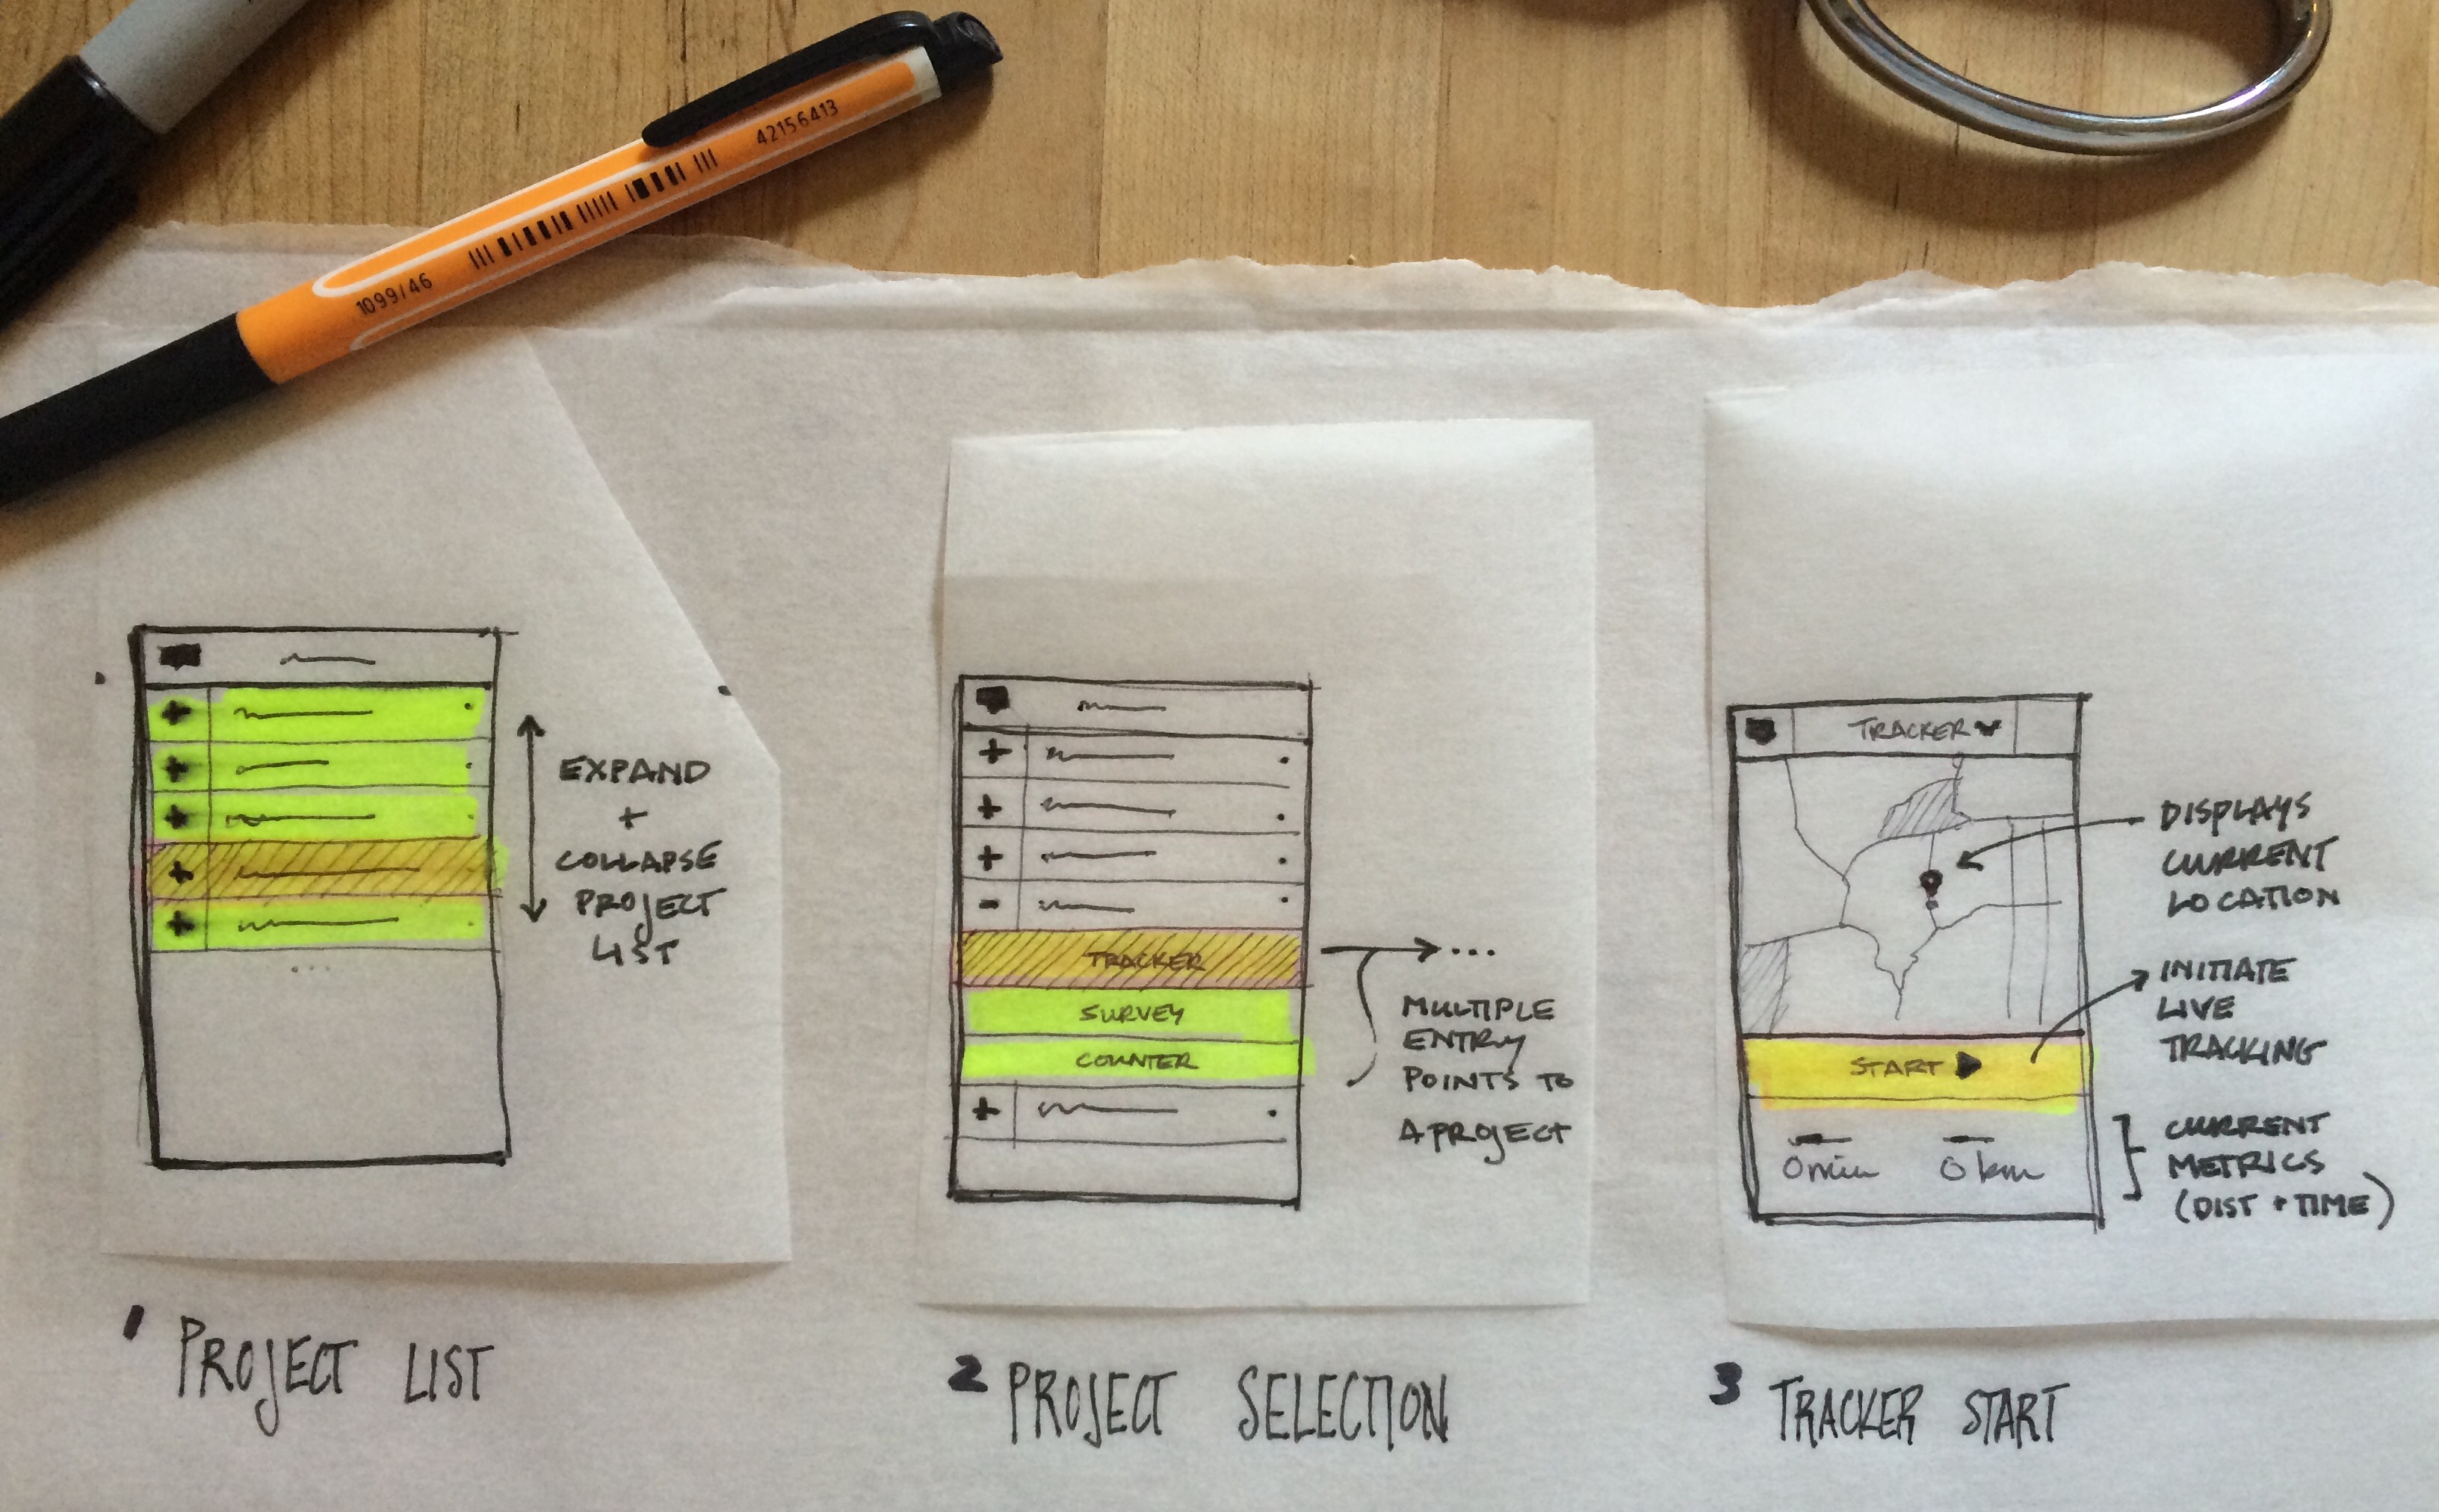 42156413
1099/46
EXPAND
+
COLLAPSE
PROJECT
LIST
1 PROJECT LIST
TRACKER
SURVEY
COUNTER
...
MULTIPLE
ENTRY
POINTS TO
A PROJECT
2 PROJECT SELECTION
TRACKER
DISPLAYS
CURRENT
LOCATION
INITIATE
LIVE
TRACKING
START
0 min 0 km
CURRENT
METRICS
(DIST + TIME)
3 TRACKER START